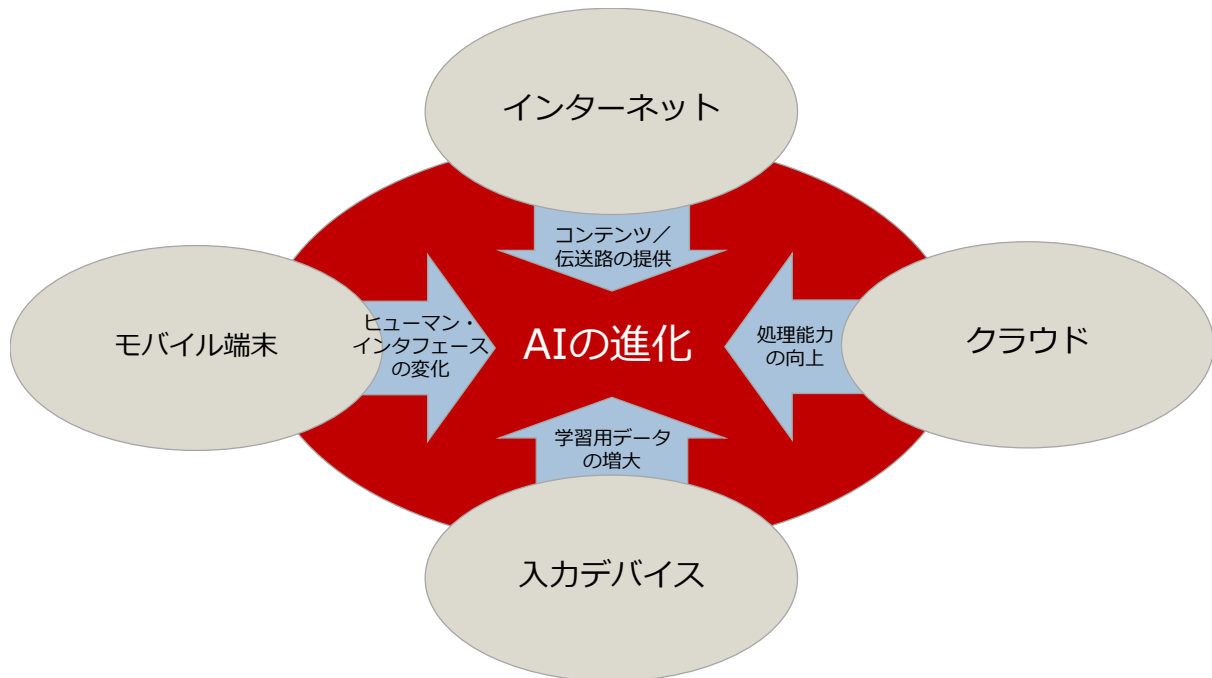 インターネット
コンテンツ／
伝送路の提供
モバイル端末
ヒューマン・
インタフェース
の変化
AIの進化
処理能力
の向上
クラウド
学習用データ
の増大
入力デバイス